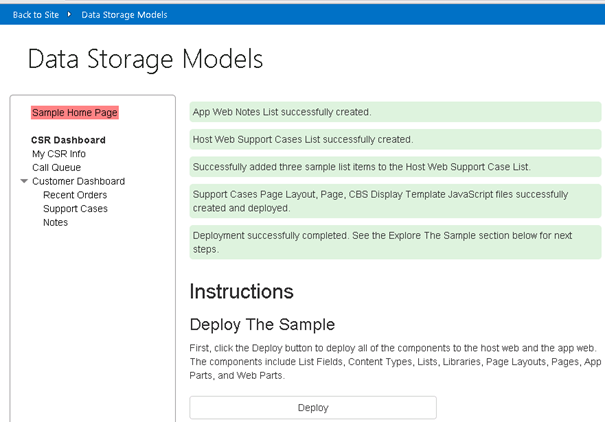 Back to Site Data Storage Models
Data Storage Models
Sample Home Page
CSR Dashboard
My CSR Info
Call Queue
Customer Dashboard
Recent Orders
Support Cases
Notes
App Web Notes List successfully created.
Host Web Support Cases List successfully created.
Successfully added three sample list items to the Host Web Support Case List.
Support Cases Page Layout, Page, CBS Display Template JavaScript files successfully
created and deployed.
Deployment successfully completed. See the Explore The Sample section below for next
steps.
Instructions
Deploy The Sample
First, click the Deploy button to deploy all of the components to the host web and the app web.
The components include List Fields, Content Types, Lists, Libraries, Page Layouts, Pages, App
Parts, and Web Parts.
Deploy